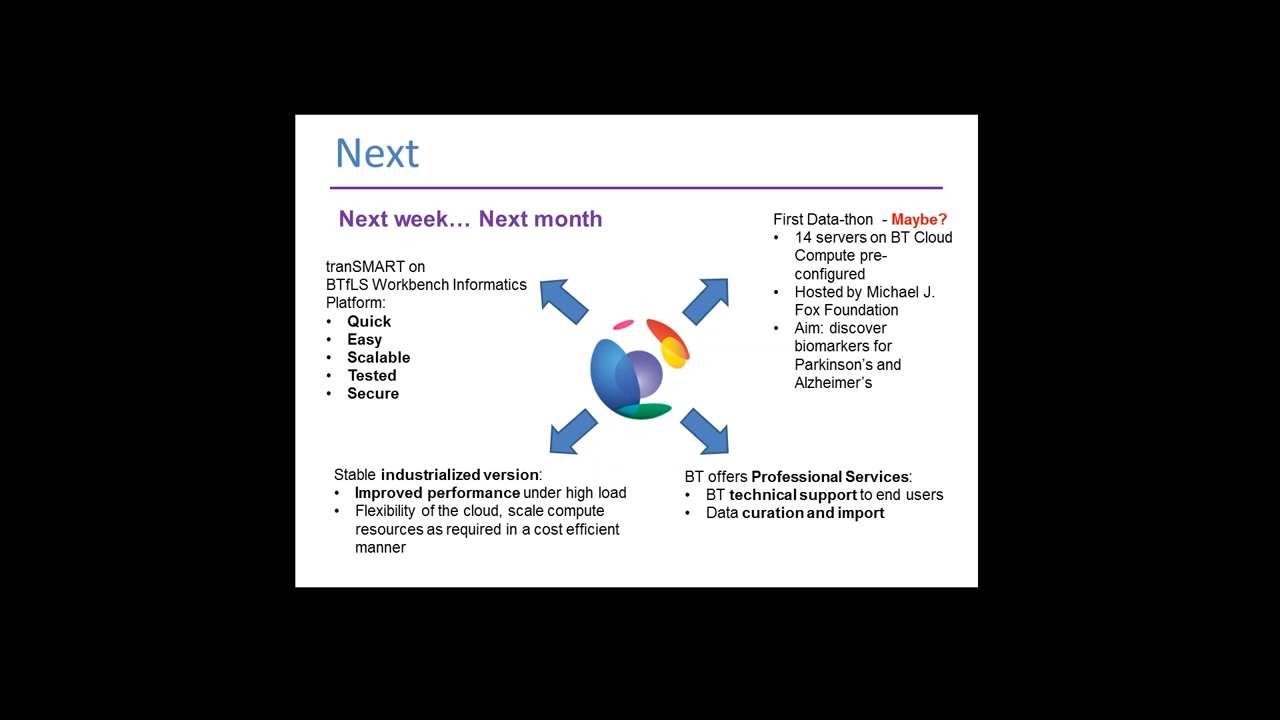 Next
Next week… Next month
tranSMART on
BTfLS Workbench Informatics
Platform:
• Quick
• Easy
• Scalable
• Tested
• Secure
First Data-thon - Maybe?
• 14 servers on BT Cloud
Compute pre-
configured
• Hosted by Michael J.
Fox Foundation
• Aim: discover
biomarkers for
Parkinson's and
Alzheimer's
Stable industrialized version:
• Improved performance under high load
• Flexibility of the cloud, scale compute
resources as required in a cost efficient
manner
BT offers Professional Services:
• BT technical support to end users
• Data curation and import